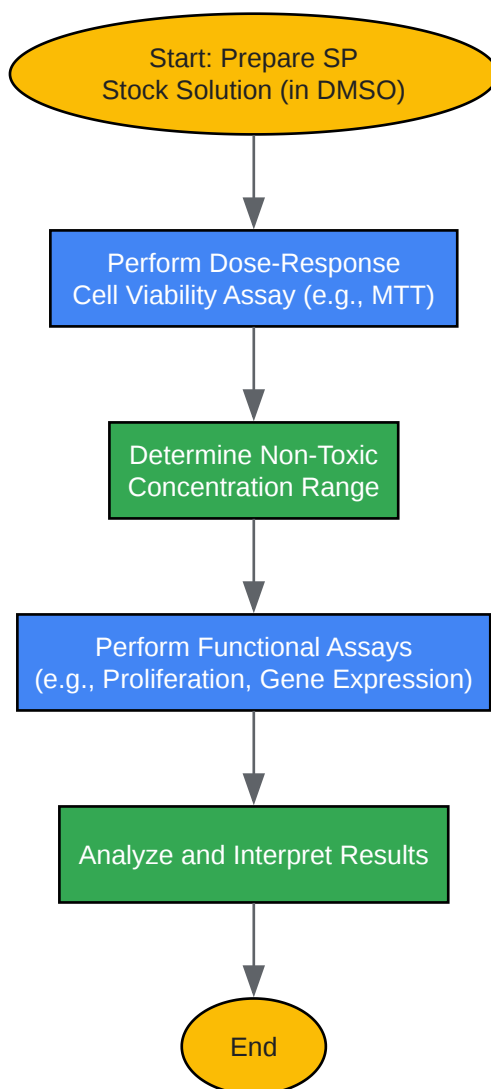 Start: Prepare SP
Stock Solution (in DMSO)
Perform Dose-Response
Cell Viability Assay (e.g., MTT)
Determine Non-Toxic
Concentration Range
Perform Functional Assays
(e.g., Proliferation, Gene Expression)
Analyze and Interpret Results
End